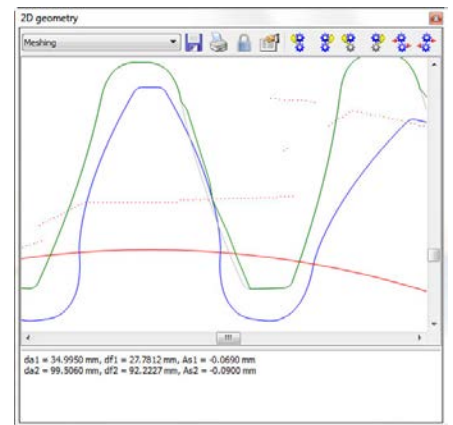 2D geometry
Meshing
da1 = 34.9950 mm, df1 = 27.7812 mm, As1 = -0.0690 mm
da2 = 99.5060 mm, df2 = 92.2227 mm, As2 = -0.0900 mm